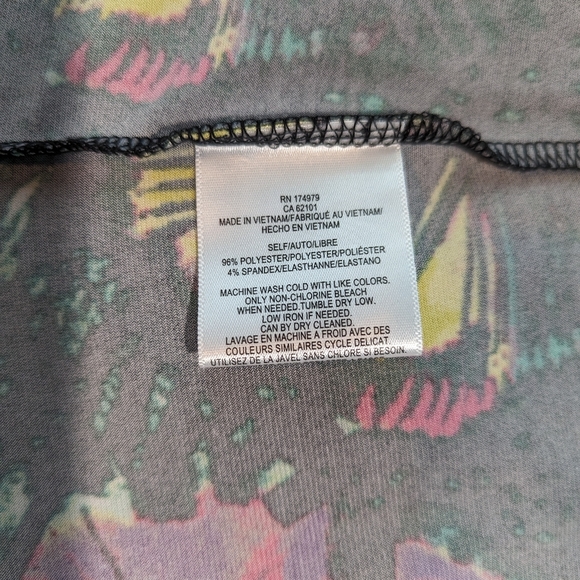 RN 174979
CA 62101
MADE IN VIETNAM/FABRIQUÉ AU VIETNAM/
HECHO EN VIETNAM
SELF/AUTO/LIBRE
96% POLYESTER/POLYESTER/POLIÉSTER
4% SPANDEX/ELASTHANNE/ELASTANO
MACHINE WASH COLD WITH LIKE COLORS.
ONLY NON-CHLORINE BLEACH
WHEN NEEDED.TUMBLE DRY LOW.
LOW IRON IF NEEDED.
CAN BY DRY CLEANED.
LAVAGE EN MACHINE A FROID AVEC DES
COULEURS SIMILAIRES CYCLE DELICAT.
UTILISEZ DE LA JAVEL SANS CHLORE SI BESOIN.